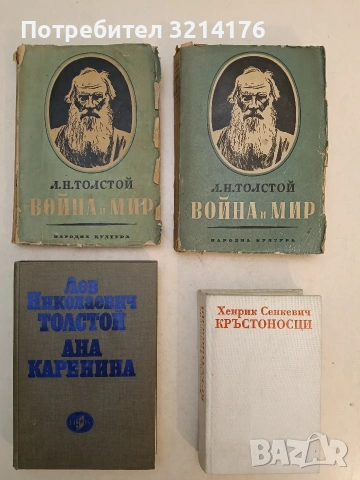 Потребител 3214176
Л.Н.ТОЛСТОЙ
ВОЙНА и МИР
НАРОДНА КУЛТУРА
Л.Н.ТОЛСТОЙ
ВОЙНА и МИР
НАРОДНА КУЛТУРА
Лев
Николаевич
ТОЛСТОЙ
АНА
КАРЕНИНА
Хенрик Сенкевич
КРЪСТОНОСЦИ
BAZAR